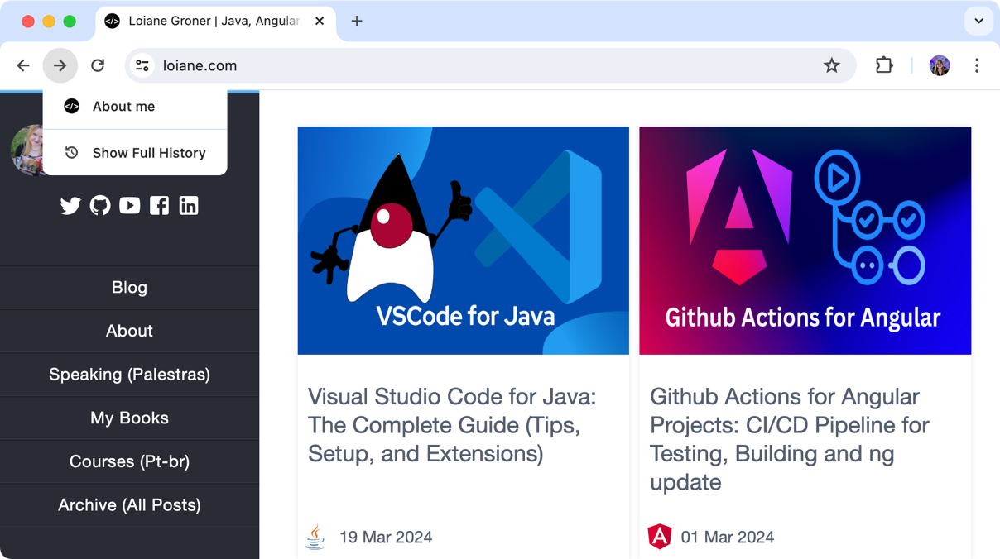 Loiane Groner | Java, Angular
loiane.com
About me
Show Full History
Blog
About
Speaking (Palestras)
My Books
Courses (Pt-br)
Archive (All Posts)
VSCode for Java
Visual Studio Code for Java:
The Complete Guide (Tips,
Setup, and Extensions)
19 Mar 2024
Github Actions for Angular
Github Actions for Angular
Projects: CI/CD Pipeline for
Testing, Building and ng
update
01 Mar 2024